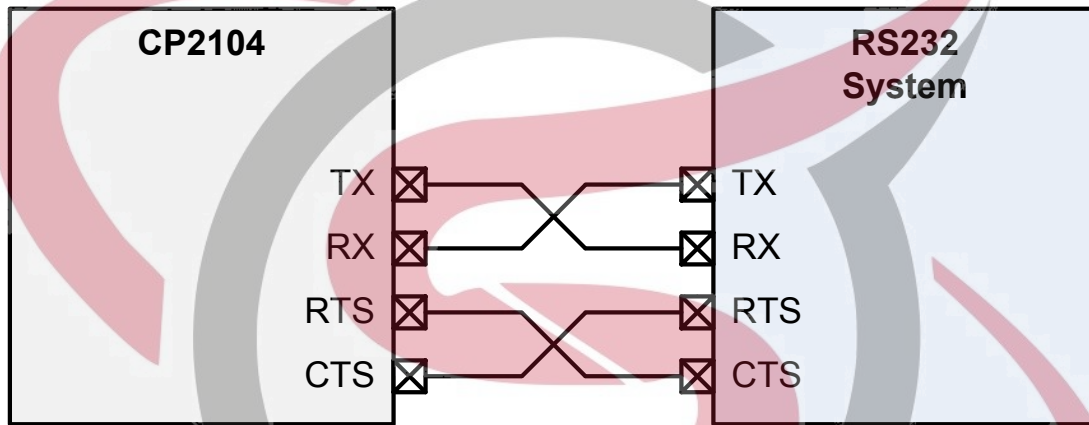 CP2104
RS232
System
TX
TX
RX
RX
RTS
RTS
CTS
CTS